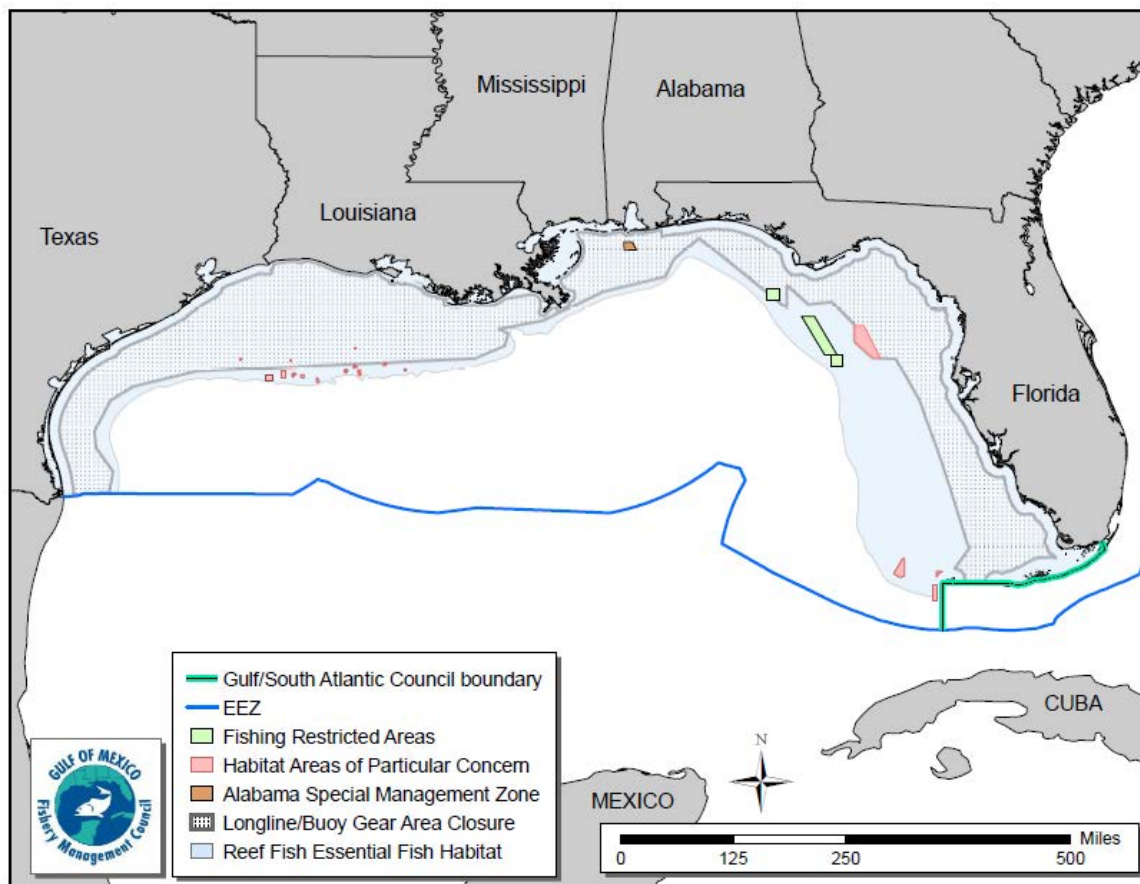 Mississippi
Alabama
Louisiana
Texas
Florida
Gulf/South Atlantic Council boundary
EEZ
Fishing Restricted Areas
Habitat Areas of Particular Concern
Alabama Special Management Zone
Longline/Buoy Gear Area Closure
Reef Fish Essential Fish Habitat
GULF OF MEXICO
Fishery Management Council
CUBA
N
MEXICO
Miles
0 125 250 500